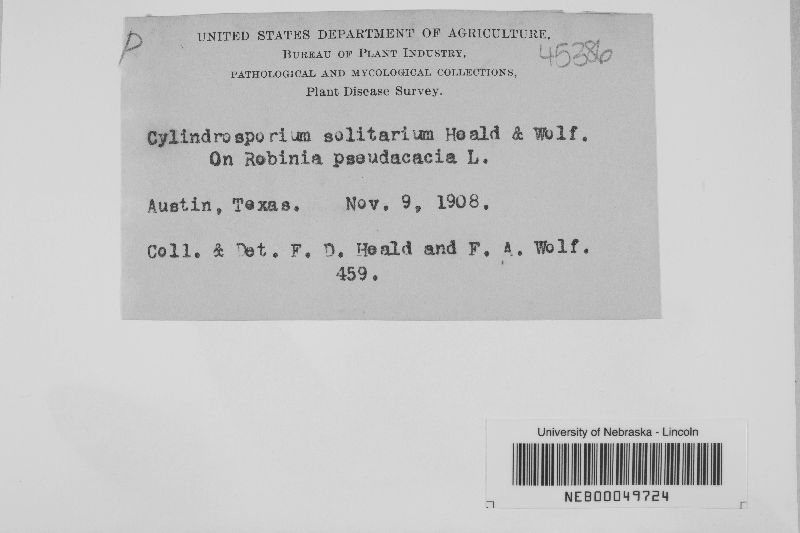 P
UNITED STATES DEPARTMENT OF AGRICULTURE,
45386
BUREAU OF PLANT INDUSTRY,
PATHOLOGICAL AND MYCOLOGICAL COLLECTIONS,
Plant Disease Survey.
Cylindrosporium solitarium Heald & Wolf.
On Robinia pseudacacia L.
Austin, Texas. Nov. 9, 1908.
Coll. & Det. F. D. Heald and F. A. Wolf.
459.
University of Nebraska - Lincoln
NEB00049724